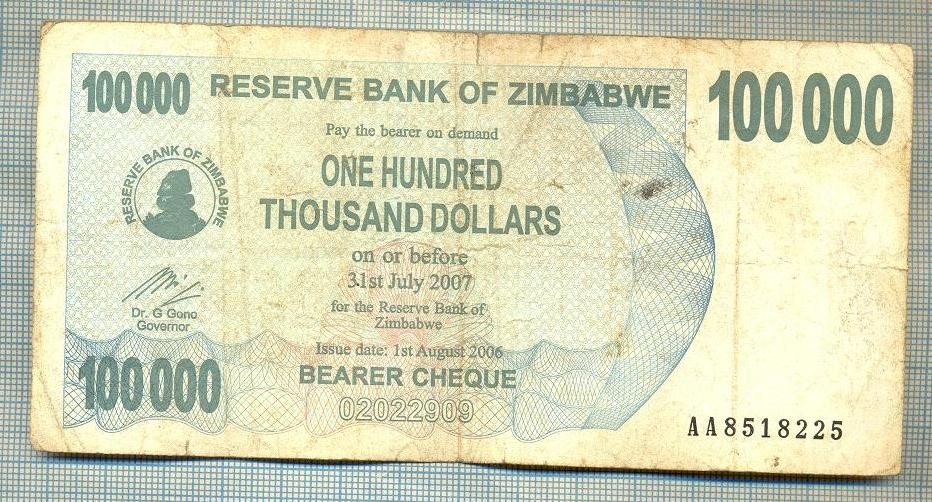 100 000 RESERVE BANK OF ZIMBABWE 100 000
Pay the bearer on demand
ONE HUNDRED
THOUSAND DOLLARS
RESERVE BANK OF ZIMBABWE
on or before
31st July 2007
for the Reserve Bank of
Zimbabwe
Dr. G Gono
Governor
Issue date: 1st August 2006
100 000 BEARER CHEQUE
02022909
AA8518225